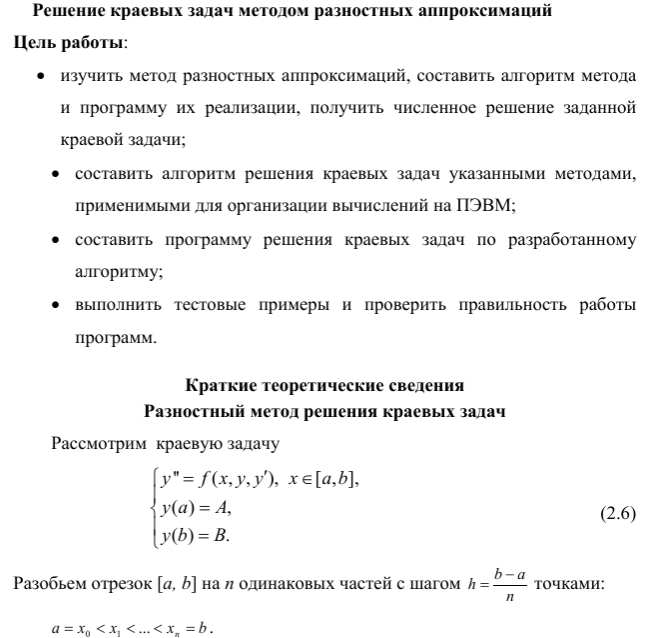 Решение краевых задач методом разностных аппроксимаций
Цель работы:
• изучить метод разностных аппроксимаций, составить алгоритм метода
и программу их реализации, получить численное решение заданной
краевой задачи;
• составить алгоритм решения краевых задач указанными методами,
применимыми для организации вычислений на ПЭВМ;
• составить программу решения краевых задач по разработанному
алгоритму;
• выполнить тестовые примеры и проверить правильность работы
программ.
Краткие теоретические сведения
Разностный метод решения краевых задач
Рассмотрим краевую задачу
{ y'' = f(x, y, y′), x ∈ [a, b],
y(a) = A,
y(b) = B.
(2.6)
Разобьем отрезок [a, b] на n одинаковых частей с шагом h = (b − a)/n точками:
a = x₀ < x₁ < ... < xₙ = b.